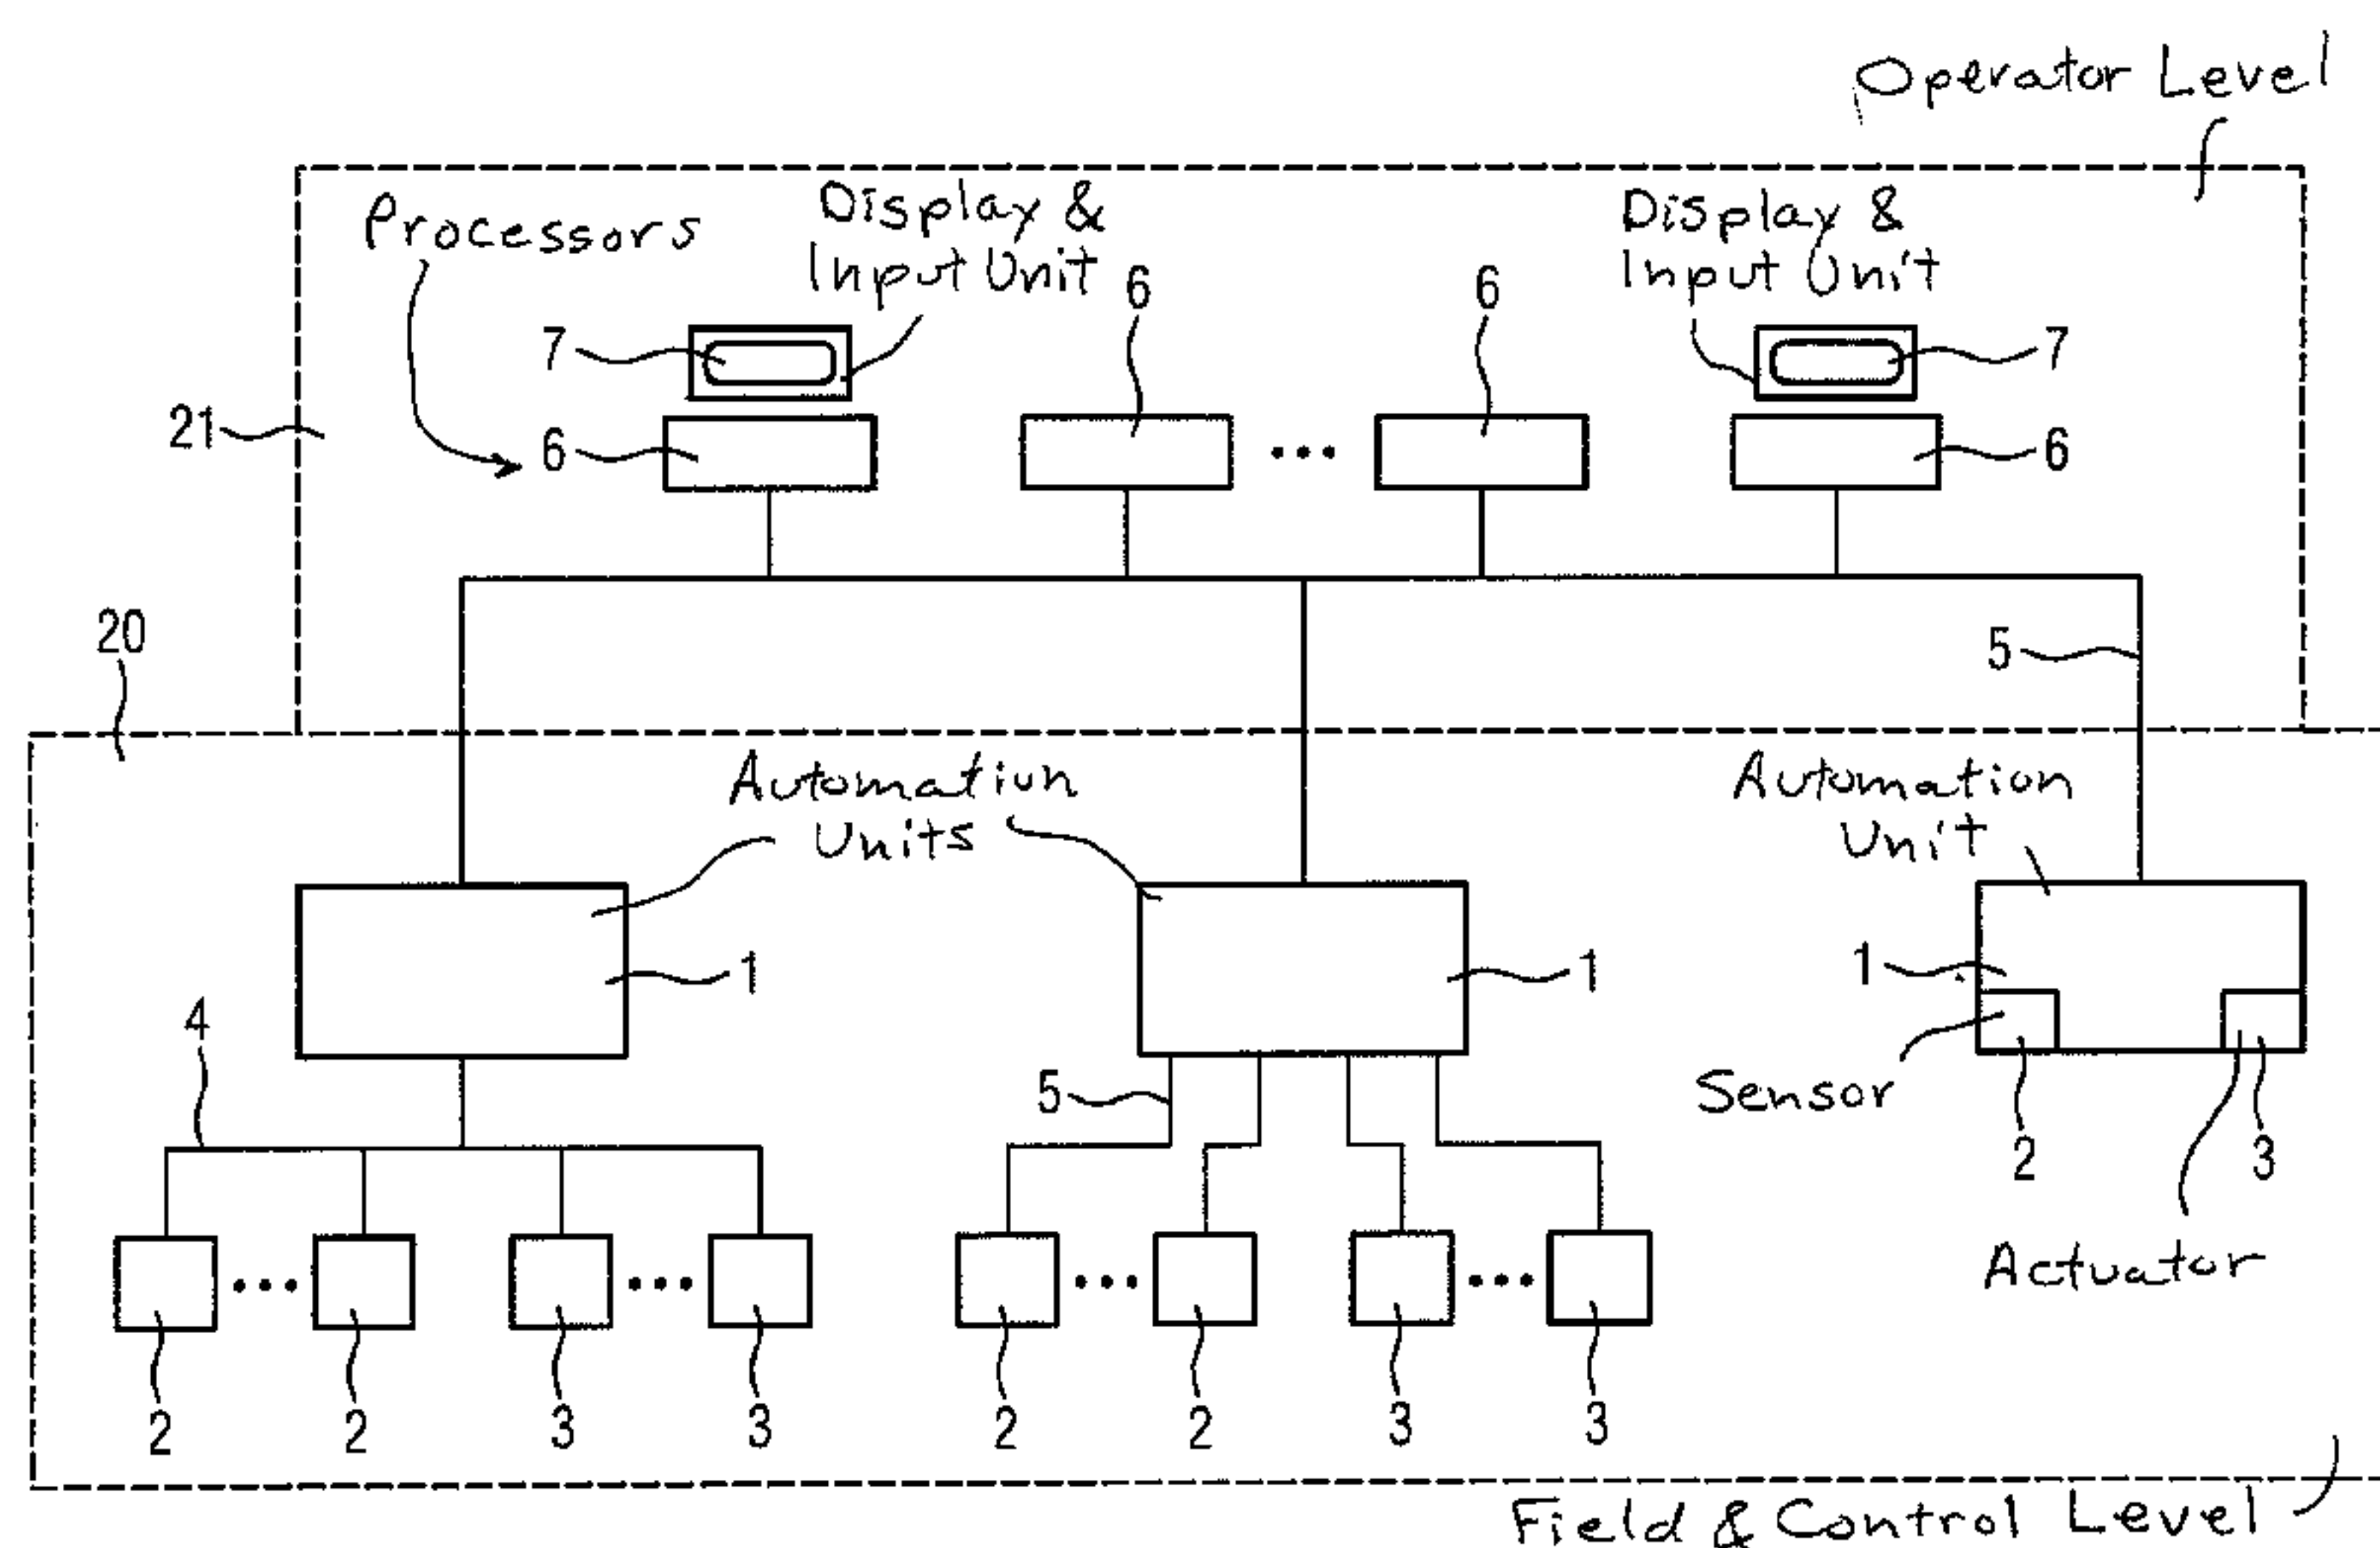 Operator Level
Processors
Display &
Input Unit
Display &
Input Unit
6
6
7
7
21
6
6
20
5
Automation
Units
Automation
Unit
1
1
1
4
5
Sensor
2
3
Actuator
2
2
3
3
2
2
3
3
Field & Control Level